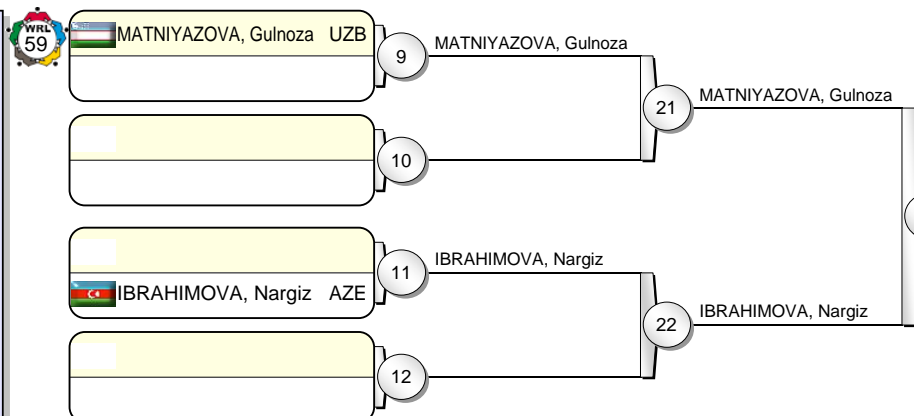 WRL
59
MATNIYAZOVA, Gulnoza UZB
9
MATNIYAZOVA, Gulnoza
21
MATNIYAZOVA, Gulnoza
10
11
IBRAHIMOVA, Nargiz
IBRAHIMOVA, Nargiz AZE
22
IBRAHIMOVA, Nargiz
12